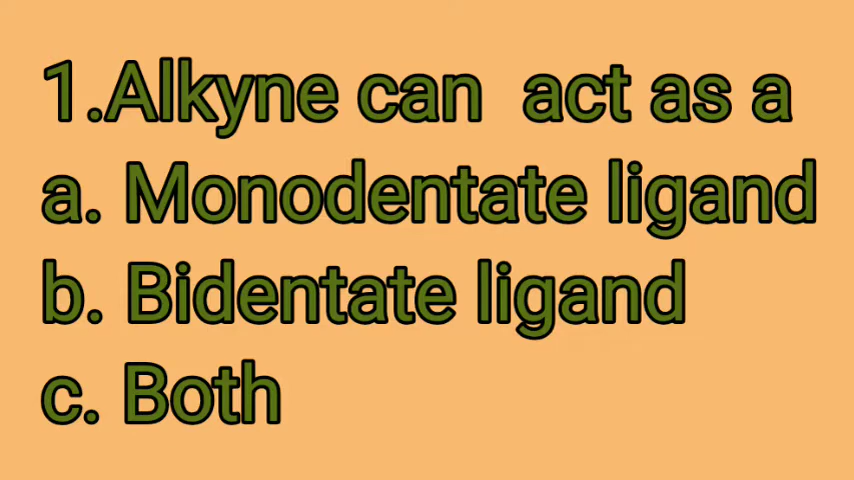 1.Alkyne can  act as a
a. Monodentate ligand
b. Bidentate ligand
c. Both